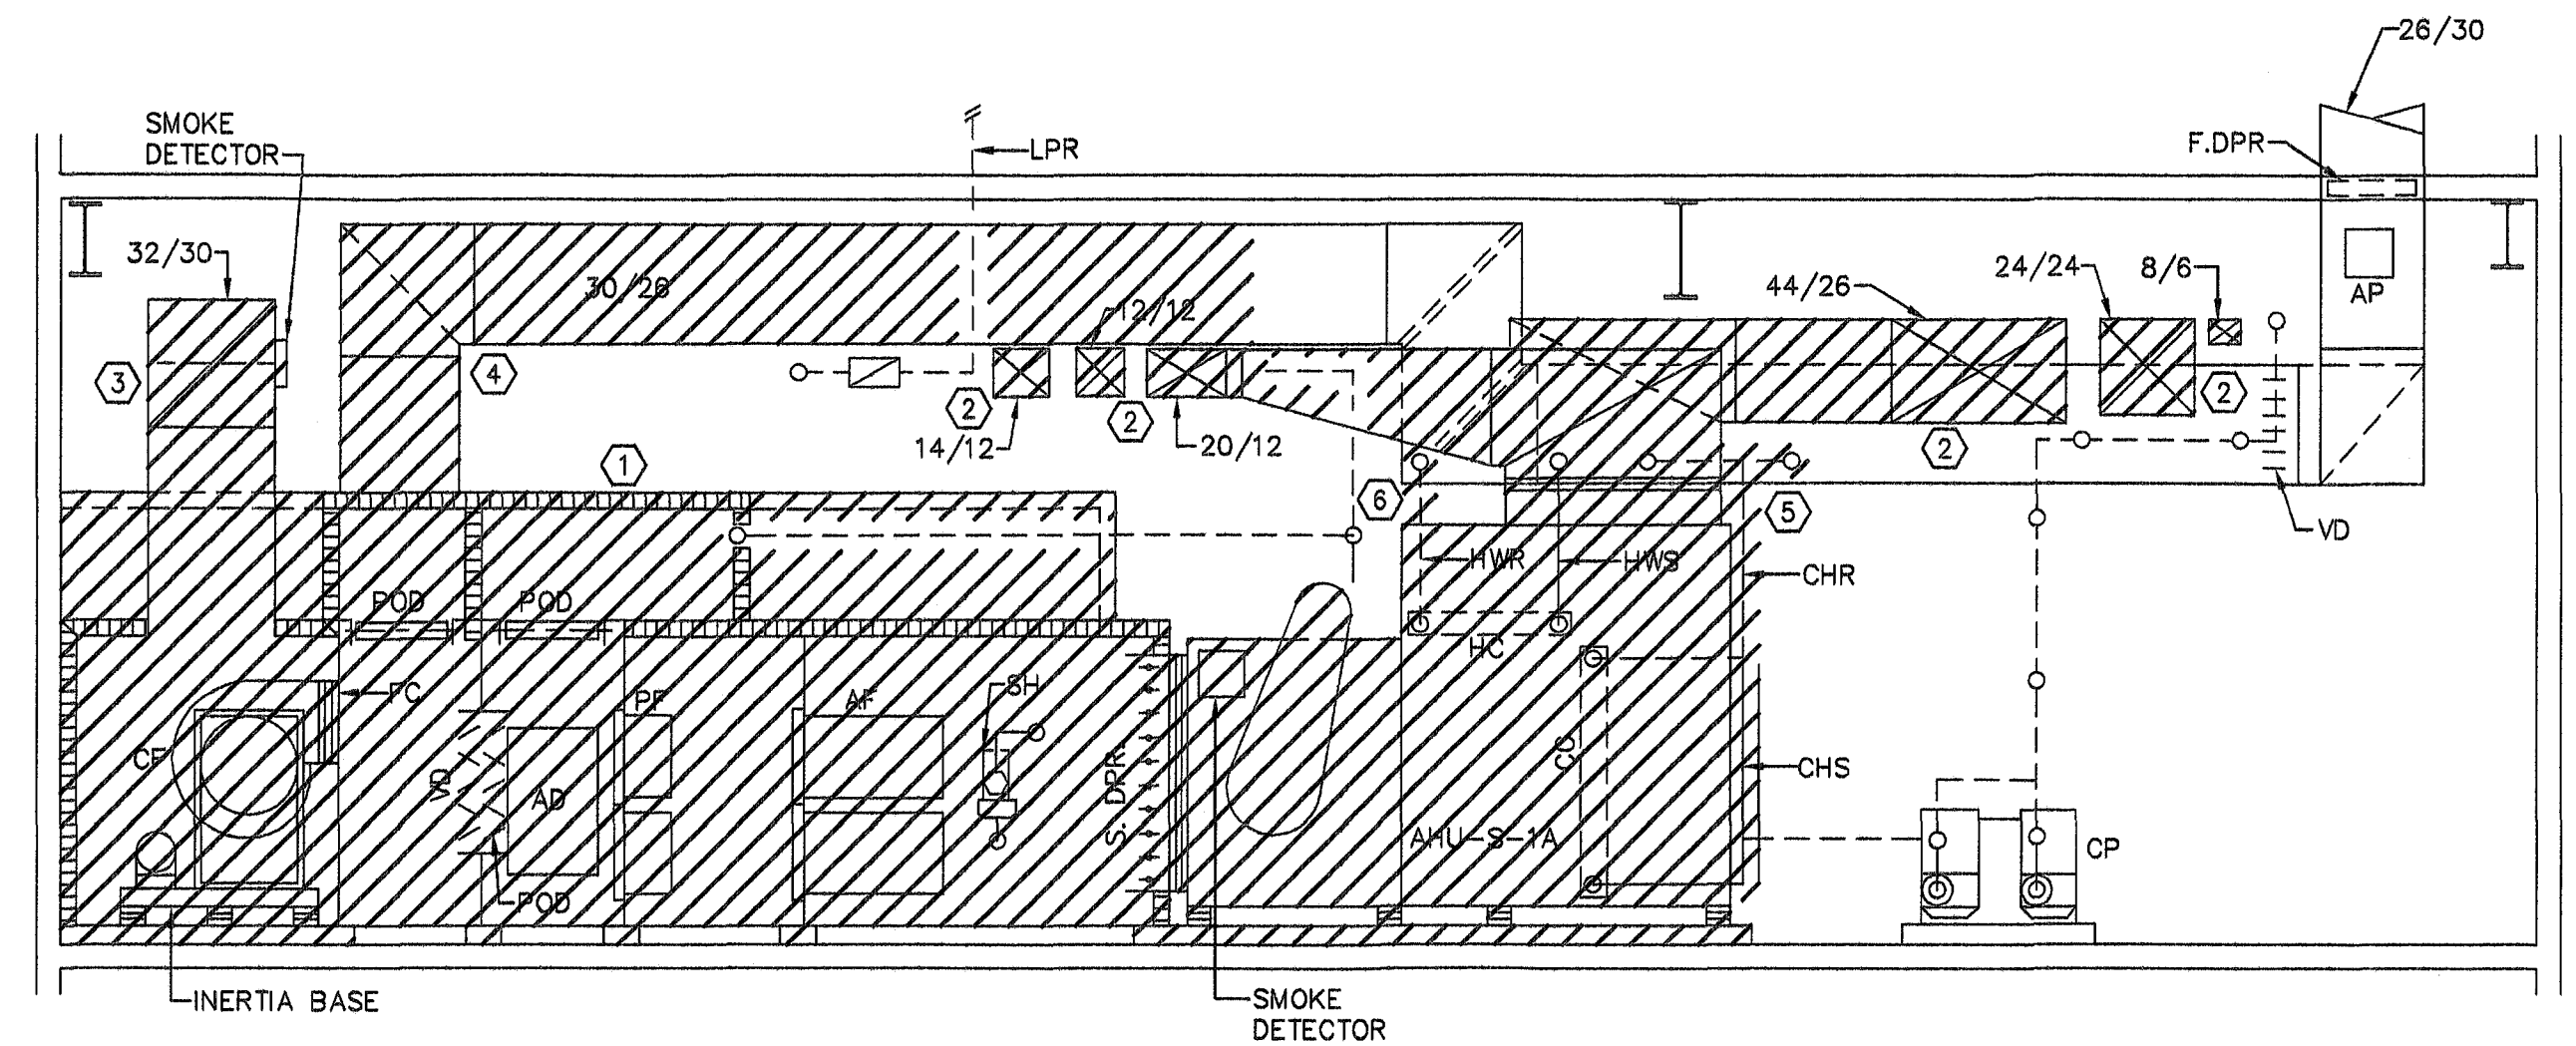 26/30
SMOKE
DETECTOR
LPR
F.DPR
32/30
30/26
12/12
44/26
24/24
8/6
AP
3
4
2
2
2
14/12
20/12
1
2
6
5
VD
HWR
HWS
CHR
POD
POD
HC
FC
PF
AF
SH
CF
VD
AD
S. DPR.
CC
CHS
AHU-S-1A
CP
POD
INERTIA BASE
SMOKE
DETECTOR